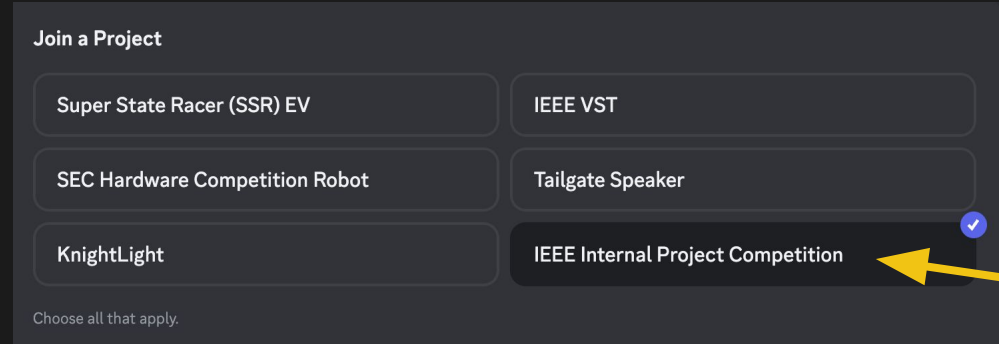 Join a Project
Super State Racer (SSR) EV
IEEE VST
SEC Hardware Competition Robot
Tailgate Speaker
KnightLight
IEEE Internal Project Competition
Choose all that apply.